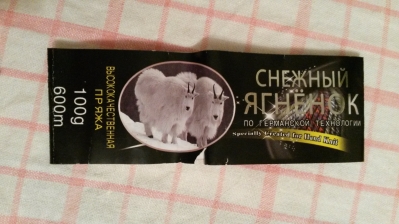 ВЫСОКОКАЧЕСТВЕННАЯ
ПРЯЖА
100g
600m
СНЕЖНЫЙ
ЯГНЁНОК
ПО ГЕРМАНСКОЙ ТЕХНОЛОГИИ
Specially Created for Hand Knit